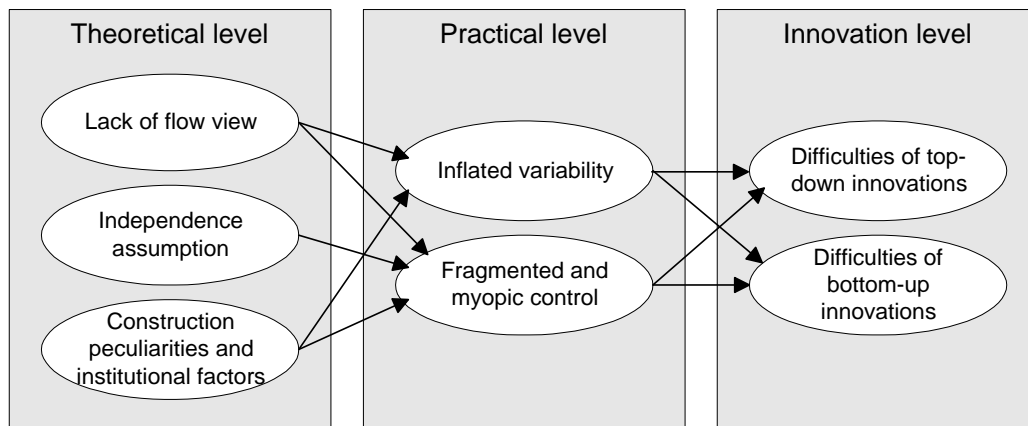 Theoretical level
Lack of flow view
Independence
assumption
Construction
peculiarities and
institutional factors
Practical level
Inflated variability
Fragmented and
myopic control
Innovation level
Difficulties of top-
down innovations
Difficulties of
bottom-up
innovations